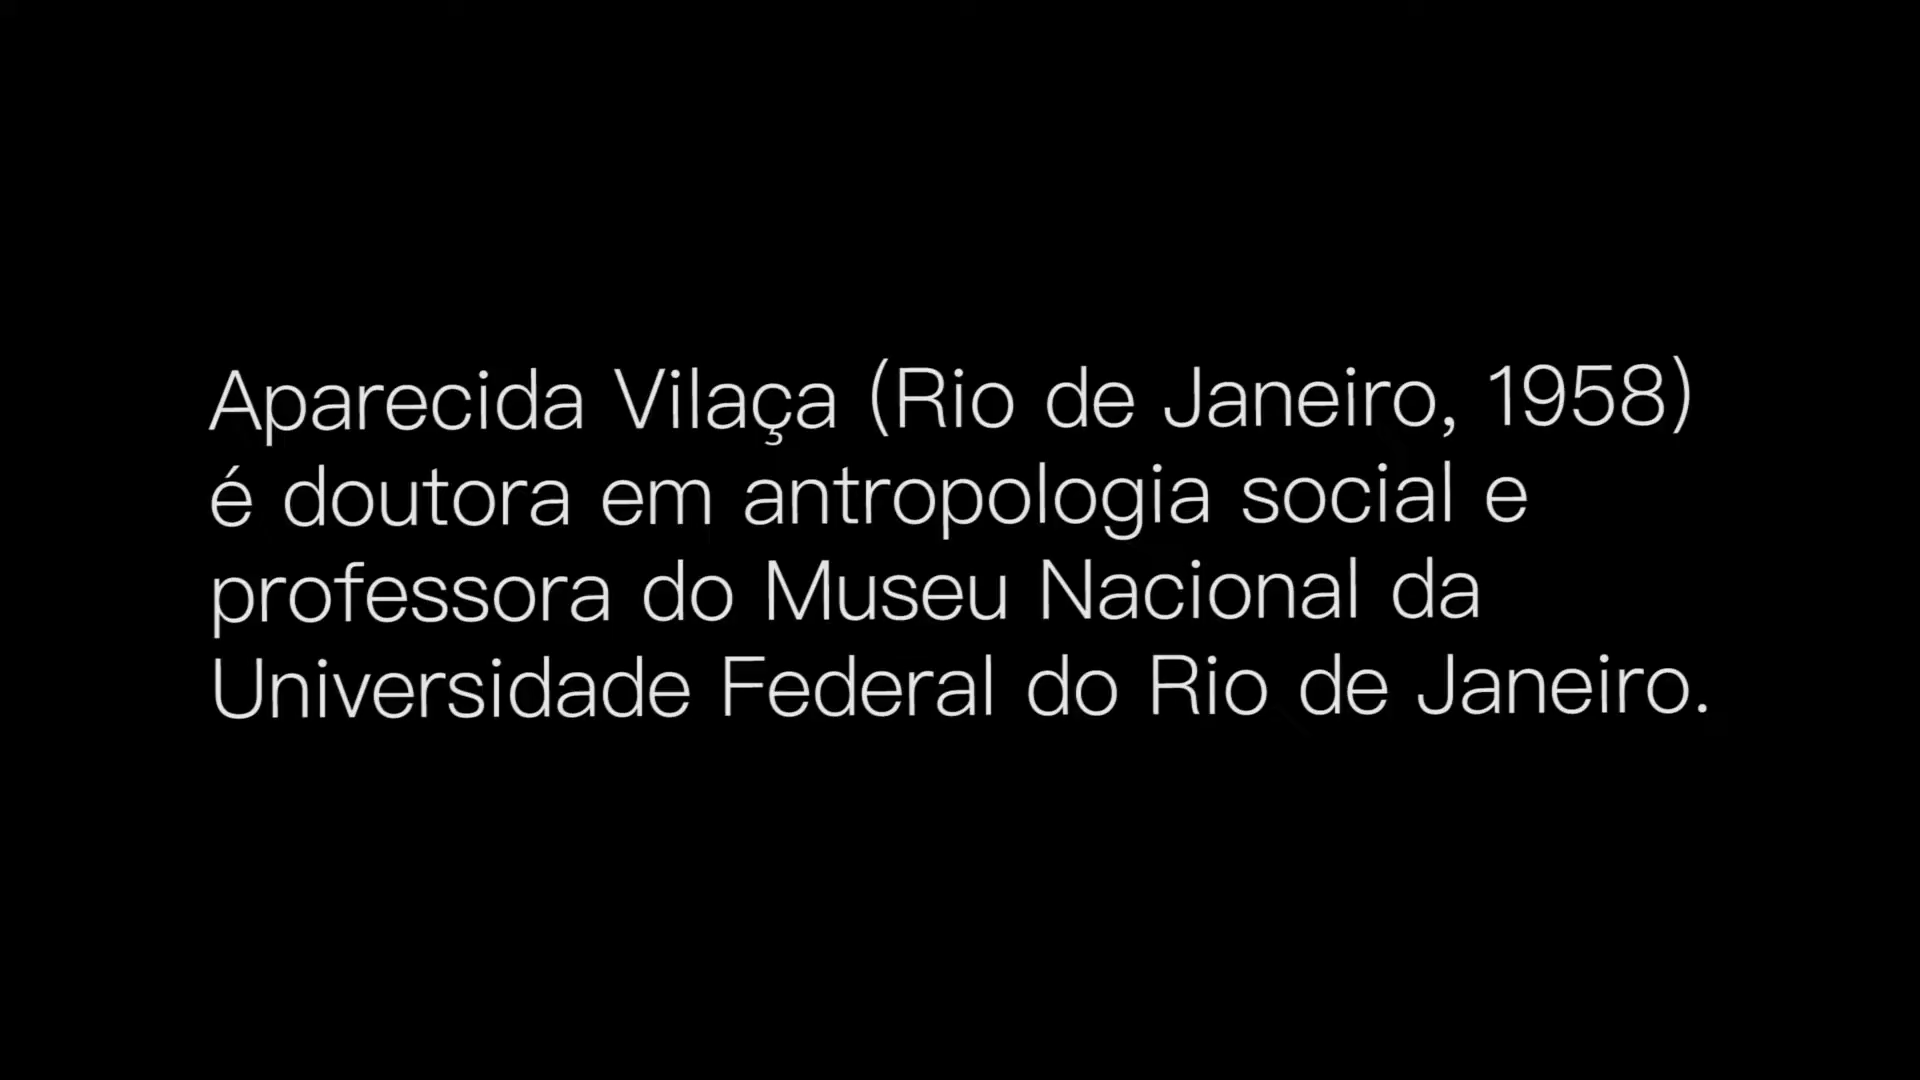 Aparecida Vilaça (Rio de Janeiro, 1958)
é doutora em antropologia social e
professora do Museu Nacional da
Universidade Federal do Rio de Janeiro.